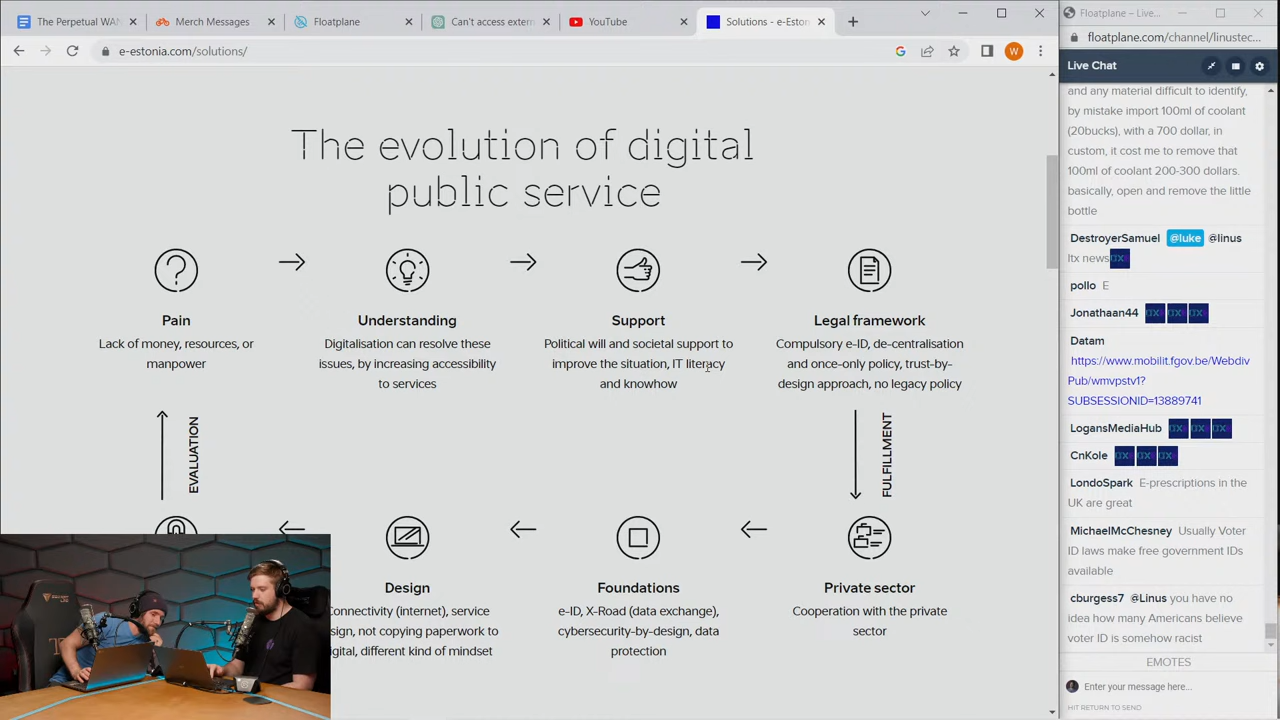 The Perpetual WAN
Merch Messages
Floatplane
Can't access extern
YouTube
Solutions - e-Eston
Floatplane – Live...
e-estonia.com/solutions/
W
floatplane.com/channel/linustec...
Live Chat
The evolution of digital
public service
Pain
Lack of money, resources, or
manpower
Understanding
Digitalisation can resolve these
issues, by increasing accessibility
to services
Support
Political will and societal support to
improve the situation, IT literacy
and knowhow
Legal framework
Compulsory e-ID, de-centralisation
and once-only policy, trust-by-
design approach, no legacy policy
EVALUATION
FULFILLMENT
Design
Connectivity (internet), service
sign, not copying paperwork to
igital, different kind of mindset
Foundations
e-ID, X-Road (data exchange),
cybersecurity-by-design, data
protection
Private sector
Cooperation with the private
sector
and any material difficult to identify,
by mistake import 100ml of coolant
(20bucks), with a 700 dollar, in
custom, it cost me to remove that
100ml of coolant 200-300 dollars.
basically, open and remove the little
bottle
DestroyerSamuel @luke @linus
ltx news
pollo E
Jonathaan44
Datam
https://www.mobilit.fgov.be/Webdiv
Pub/wmvpstv1?
SUBSESSIONID=13889741
LogansMediaHub
CnKole
LondoSpark E-prescriptions in the
UK are great
MichaelMcChesney Usually Voter
ID laws make free government IDs
available
cburgess7 @Linus you have no
idea how many Americans believe
voter ID is somehow racist
EMOTES
Enter your message here...
HIT RETURN TO SEND